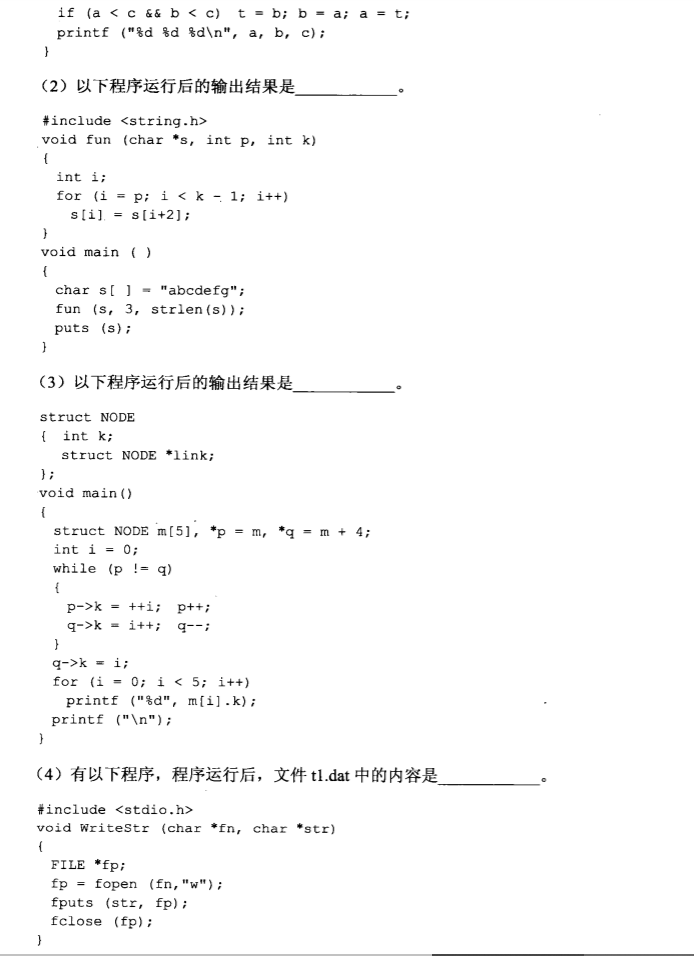 if (a < c && b < c)  t = b; b = a; a = t;
printf ("%d %d %d\n", a, b, c);
}
（2）以下程序运行后的输出结果是____________。
#include <string.h>
void fun (char *s, int p, int k)
{
int i;
for (i = p; i < k - 1; i++)
s[i] = s[i+2];
}
void main ( )
{
char s[ ] = "abcdefg";
fun (s, 3, strlen(s));
puts (s);
}
（3）以下程序运行后的输出结果是____________。
struct NODE
{  int k;
struct NODE *link;
};
void main()
{
struct NODE m[5], *p = m, *q = m + 4;
int i = 0;
while (p != q)
{
p->k = ++i;  p++;
q->k = i++;  q--;
}
q->k = i;
for (i = 0; i < 5; i++)
printf ("%d", m[i].k);
printf ("\n");
}
（4）有以下程序，程序运行后，文件 t1.dat 中的内容是____________。
#include <stdio.h>
void WriteStr (char *fn, char *str)
{
FILE *fp;
fp = fopen (fn,"w");
fputs (str, fp);
fclose (fp);
}